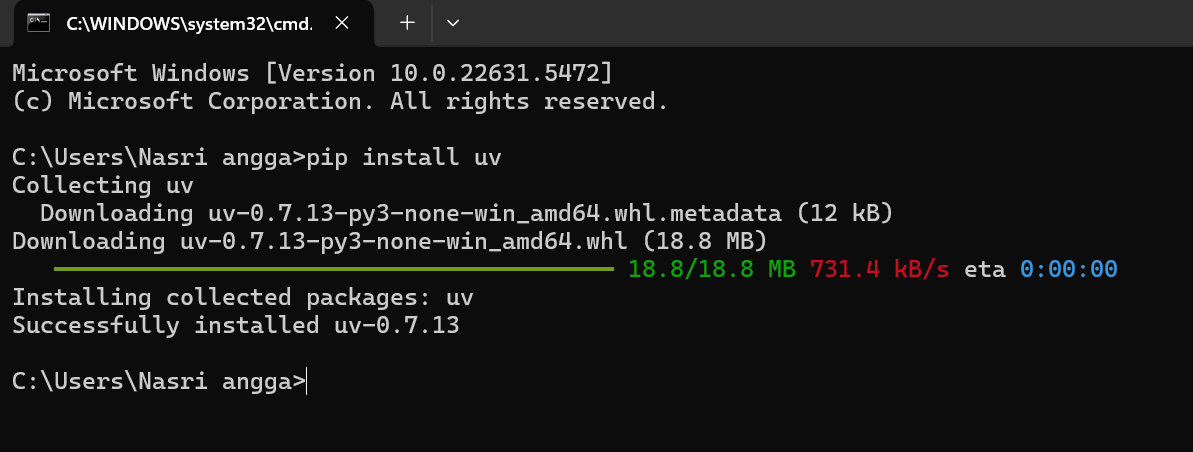 C:\WINDOWS\system32\cmd.
Microsoft Windows [Version 10.0.22631.5472]
(c) Microsoft Corporation. All rights reserved.
C:\Users\Nasri angga>pip install uv
Collecting uv
  Downloading uv-0.7.13-py3-none-win_amd64.whl.metadata (12 kB)
Downloading uv-0.7.13-py3-none-win_amd64.whl (18.8 MB)
18.8/18.8 MB 731.4 kB/s eta 0:00:00
Installing collected packages: uv
Successfully installed uv-0.7.13
C:\Users\Nasri angga>